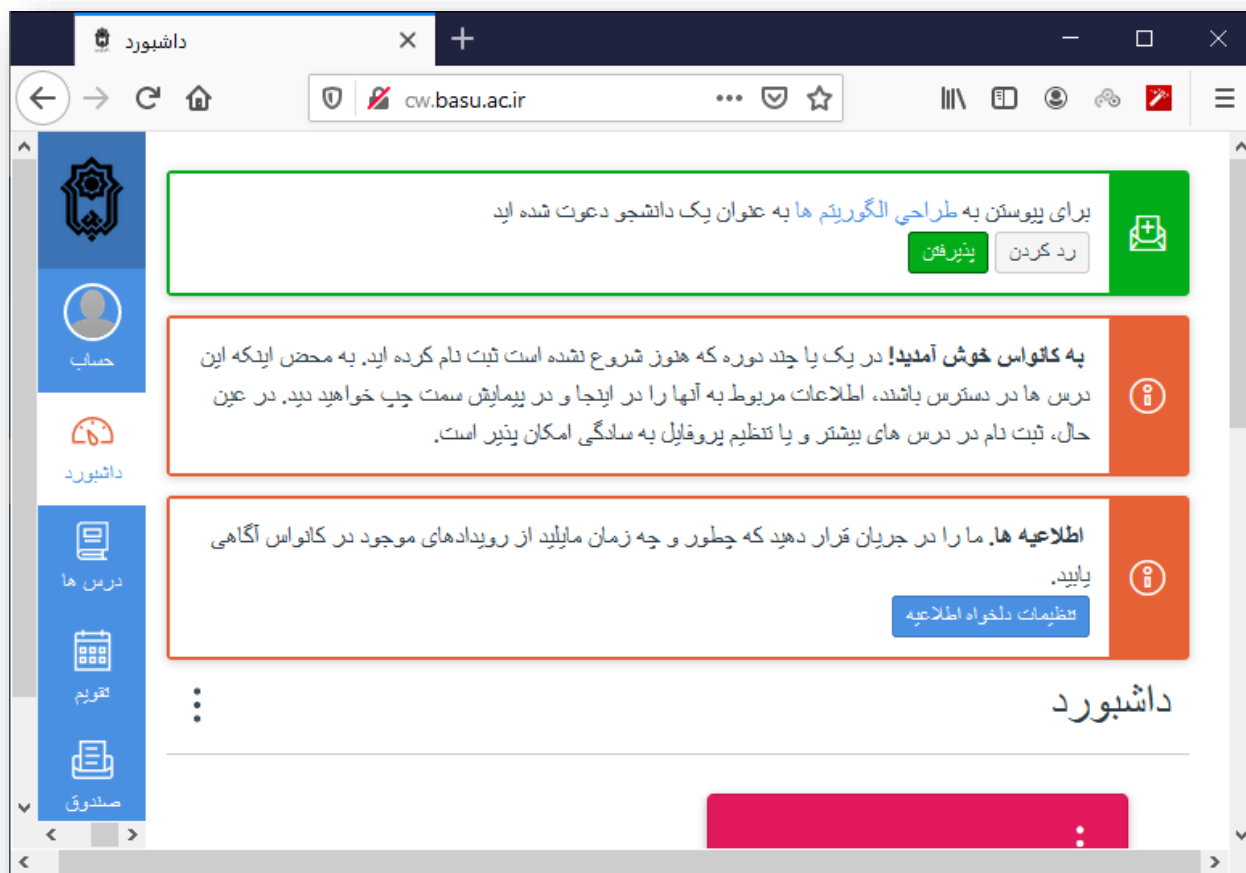 داشبورد
cw.basu.ac.ir
برای پیوستن به طراحي الگوریتم ها به عنوان یک دانشجو دعوت شده اید
رد کردن
پذیرفتن
به کانواس خوش آمدید! در یک یا چند دوره که هنوز شروع نشده است ثبت نام کرده اید. به محض اینکه این
درس ها در دسترس باشند، اطلاعات مربوط به آنها را در اینجا و در پیمایش سمت چپ خواهید دید. در عین
حال، ثبت نام در درس های بیشتر و یا تنظیم پروفایل به سادگی امکان پذیر است.
اطلاعیه ها. ما را در جریان قرار دهید که چطور و چه زمان مایلید از رویدادهای موجود در کانواس آگاهی
یابید.
تنظیمات دلخواه اطلاعیه
داشبورد
حساب
داشبورد
درس ها
تقویم
صندوق